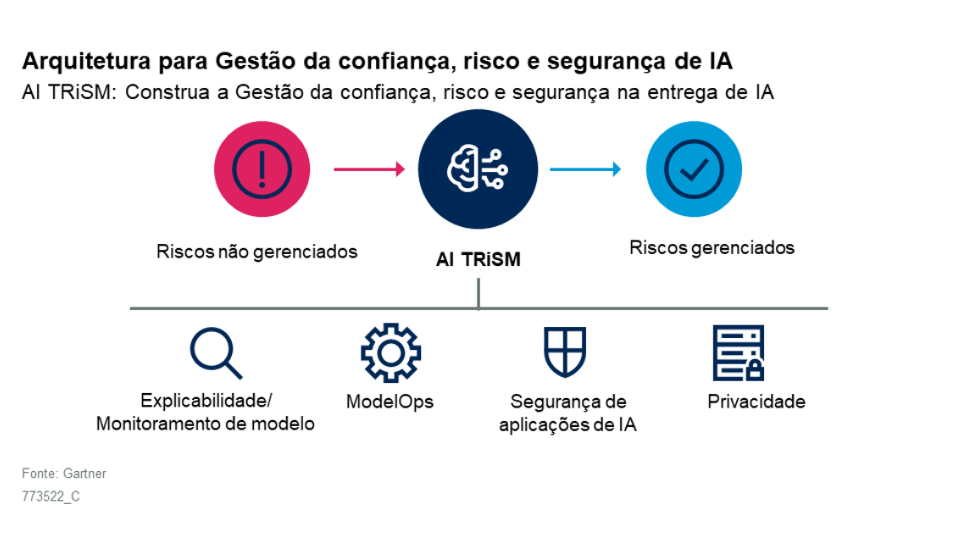 Arquitetura para Gestão da confiança, risco e segurança de IA
AI TRiSM: Construa a Gestão da confiança, risco e segurança na entrega de IA
Riscos não gerenciados
AI TRiSM
Riscos gerenciados
Explicabilidade/
Monitoramento de modelo
ModelOps
Segurança de
aplicações de IA
Privacidade
Fonte: Gartner
773522_C